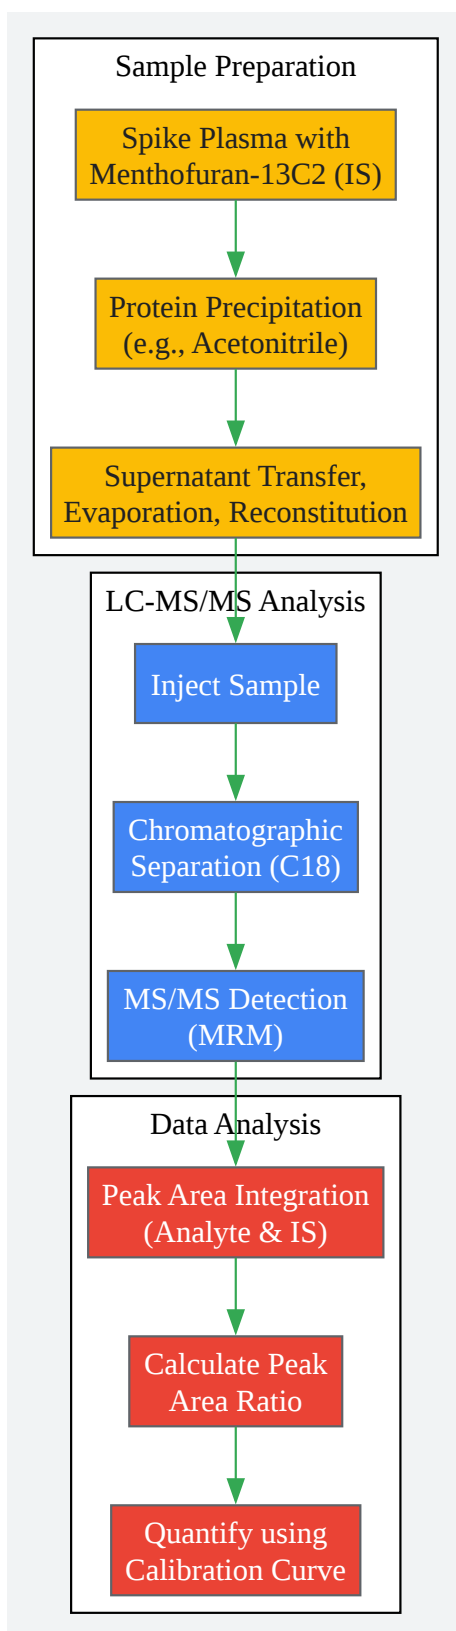 Sample Preparation
Spike Plasma with
Menthofuran-13C2 (IS)
Protein Precipitation
(e.g., Acetonitrile)
Supernatant Transfer,
Evaporation, Reconstitution
LC-MS/MS Analysis
Inject Sample
Chromatographic
Separation (C18)
MS/MS Detection
(MRM)
Data Analysis
Peak Area Integration
(Analyte & IS)
Calculate Peak
Area Ratio
Quantify using
Calibration Curve